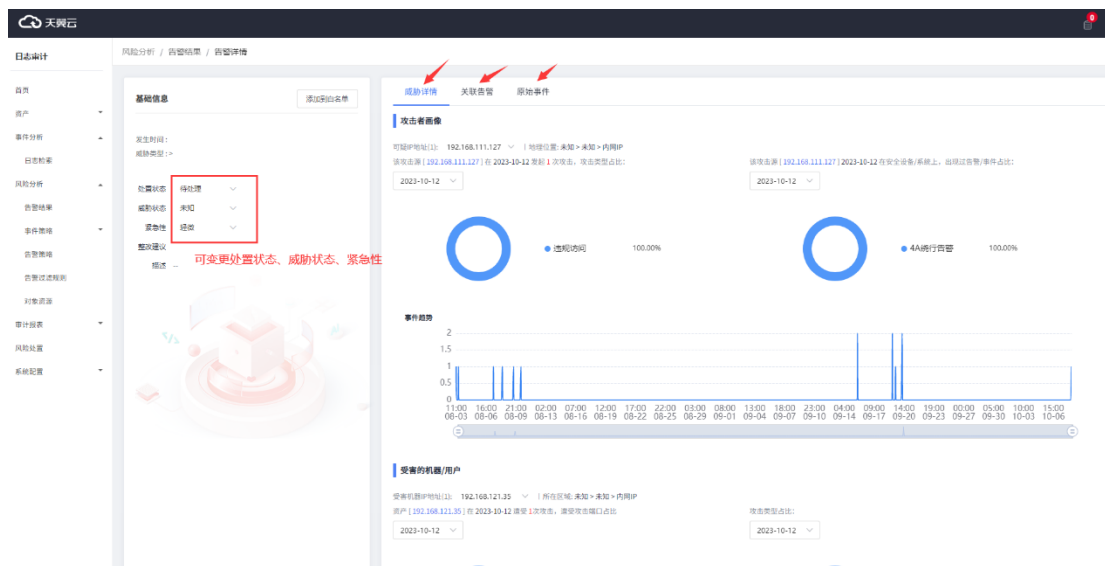 天翼云
0
日志审计
风险分析 / 告警结果 / 告警详情
首页
资产
事件分析
日志检索
风险分析
告警结果
事件策略
告警策略
告警过滤规则
对象资源
审计报表
风险处置
系统配置
基础信息
添加到白名单
发生时间：
威胁类型：>
处置状态 待处理
威胁状态 未知
紧急性 轻微
整改建议
描述 --
可变更处置状态、威胁状态、紧急性
威胁详情 关联告警 原始事件
攻击者画像
可疑IP地址(1): 192.168.111.127 | 地理位置: 未知 > 未知 > 内网IP
该攻击源 [ 192.168.111.127 ] 在 2023-10-12 发起 1 次攻击，攻击类型占比：
2023-10-12
违规访问 100.00%
该攻击源 [ 192.168.111.127 ] 2023-10-12 在安全设备/系统上，出现过告警/事件占比：
2023-10-12
4A绕行告警 100.00%
事件趋势
2
1.5
1
0.5
0
11:00 16:00 21:00 02:00 07:00 12:00 17:00 22:00 03:00 08:00 13:00 18:00 23:00 04:00 09:00 14:00 19:00 00:00 05:00 10:00 15:00
08-03 08-06 08-09 08-13 08-16 08-19 08-22 08-25 08-29 09-01 09-04 09-07 09-10 09-14 09-17 09-20 09-23 09-27 09-30 10-03 10-06
受害的机器/用户
受害机器IP地址(1): 192.168.121.35 | 所在区域: 未知 > 未知 > 内网IP
资产 [ 192.168.121.35 ] 在 2023-10-12 遭受 1次攻击，遭受攻击端口占比
2023-10-12
攻击类型占比：
2023-10-12